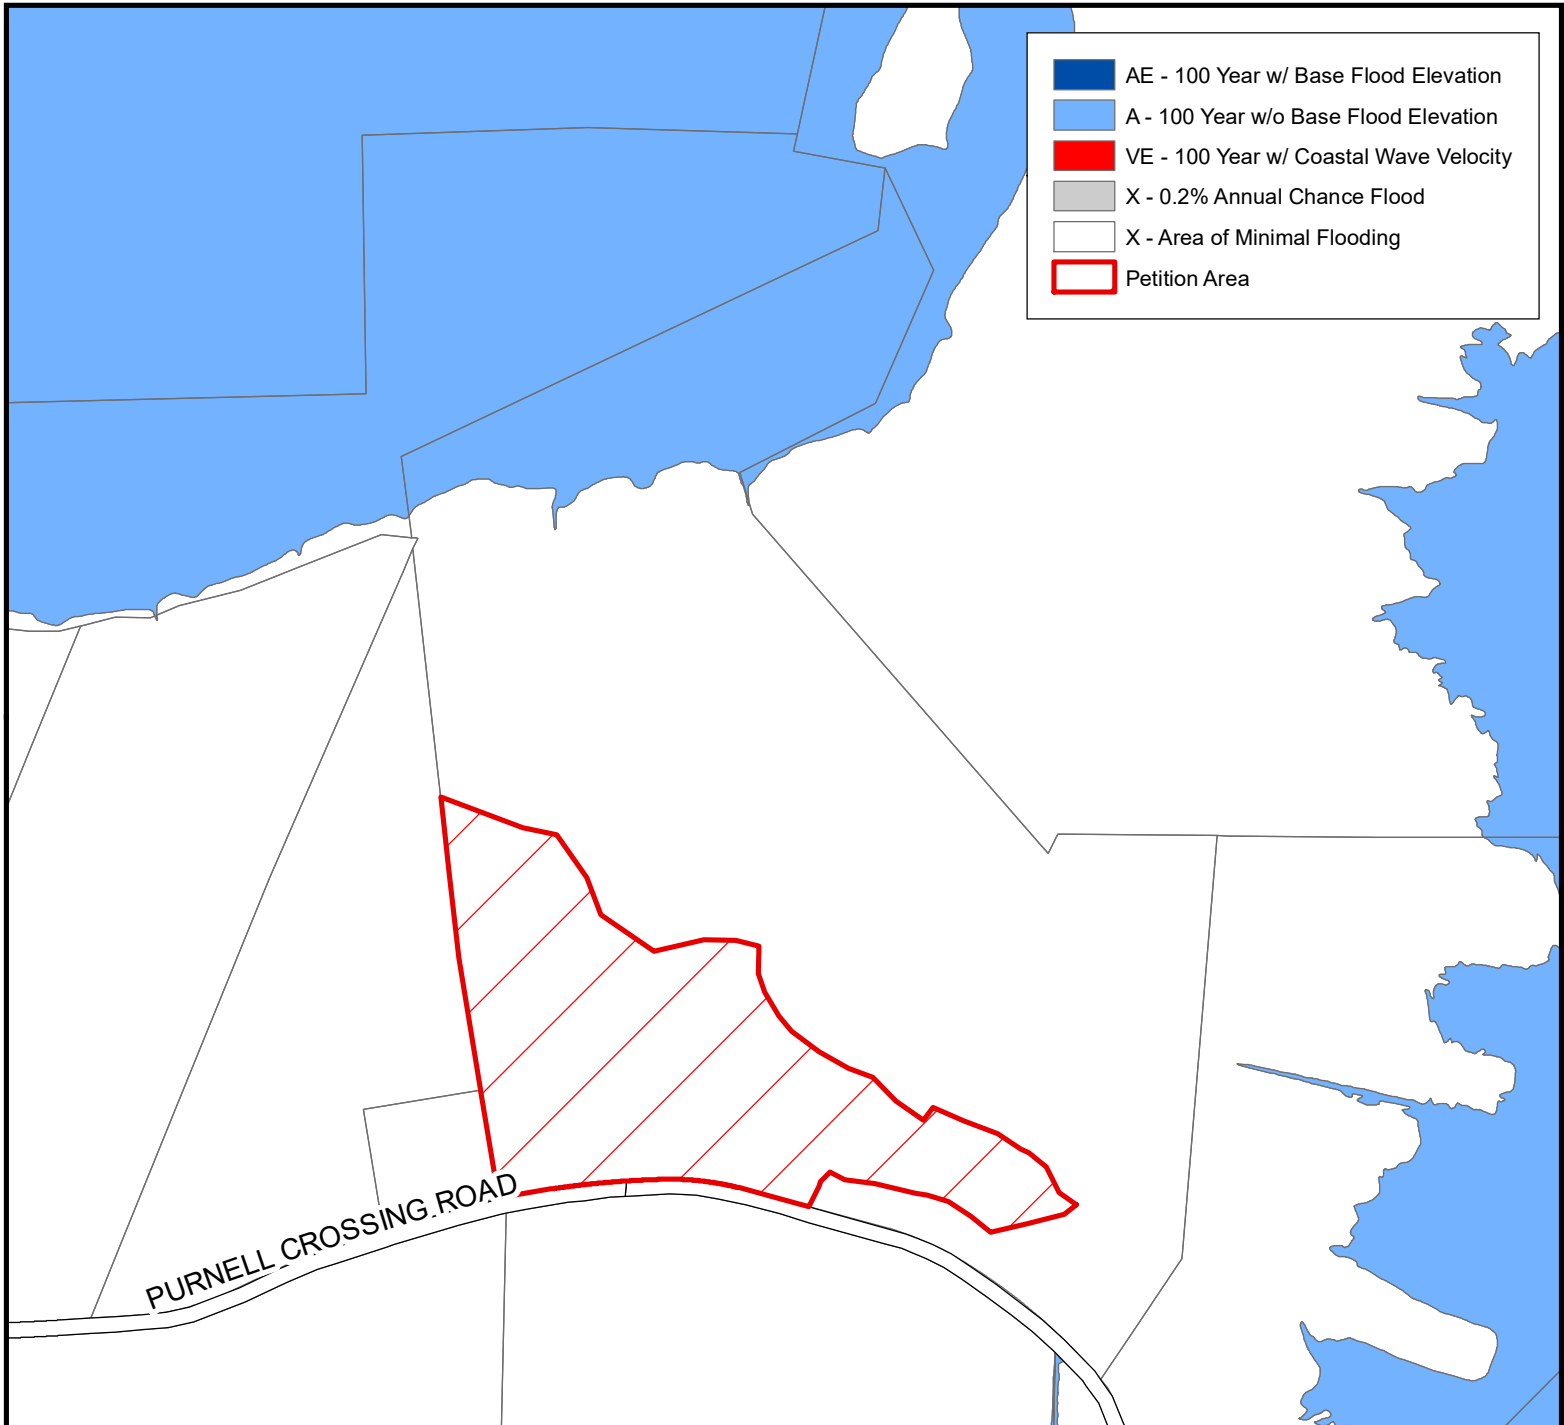 AE - 100 Year w/ Base Flood Elevation
A - 100 Year w/o Base Flood Elevation
VE - 100 Year w/ Coastal Wave Velocity
X - 0.2% Annual Chance Flood
X - Area of Minimal Flooding
Petition Area
PURNELL CROSSING ROAD